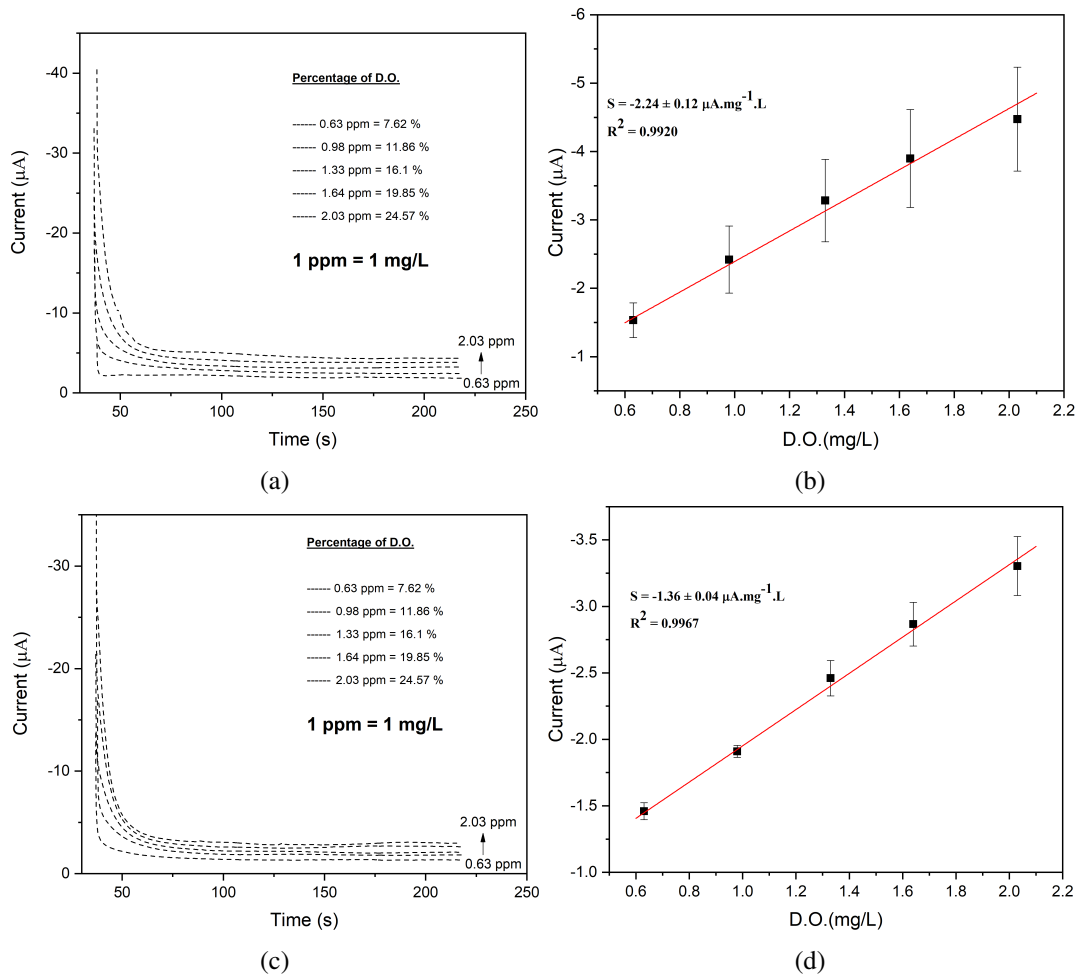 Current (µA)
-40
-30
-20
-10
0
Percentage of D.O.
------ 0.63 ppm = 7.62 %
------ 0.98 ppm = 11.86 %
------ 1.33 ppm = 16.1 %
------ 1.64 ppm = 19.85 %
------ 2.03 ppm = 24.57 %
1 ppm = 1 mg/L
2.03 ppm
0.63 ppm
50 100 150 200 250
Time (s)
(a)
Current (µA)
-6
-5
-4
-3
-2
-1
S = -2.24 ± 0.12 µA.mg⁻¹.L
R² = 0.9920
0.6 0.8 1.0 1.2 1.4 1.6 1.8 2.0 2.2
D.O.(mg/L)
(b)
Current (µA)
-30
-20
-10
0
Percentage of D.O.
------ 0.63 ppm = 7.62 %
------ 0.98 ppm = 11.86 %
------ 1.33 ppm = 16.1 %
------ 1.64 ppm = 19.85 %
------ 2.03 ppm = 24.57 %
1 ppm = 1 mg/L
2.03 ppm
0.63 ppm
50 100 150 200 250
Time (s)
(c)
Current (µA)
-3.5
-3.0
-2.5
-2.0
-1.5
-1.0
S = -1.36 ± 0.04 µA.mg⁻¹.L
R² = 0.9967
0.6 0.8 1.0 1.2 1.4 1.6 1.8 2.0 2.2
D.O.(mg/L)
(d)